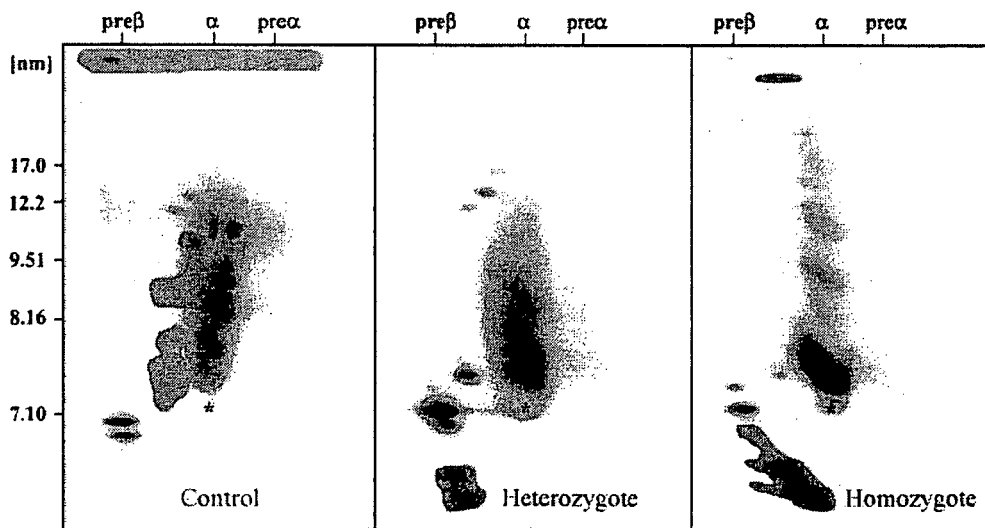 preβ α preα preβ α preα preβ α preα
[nm]
17.0
12.2
9.51
8.16
7.10
* * *
Control Heterozygote Homozygote